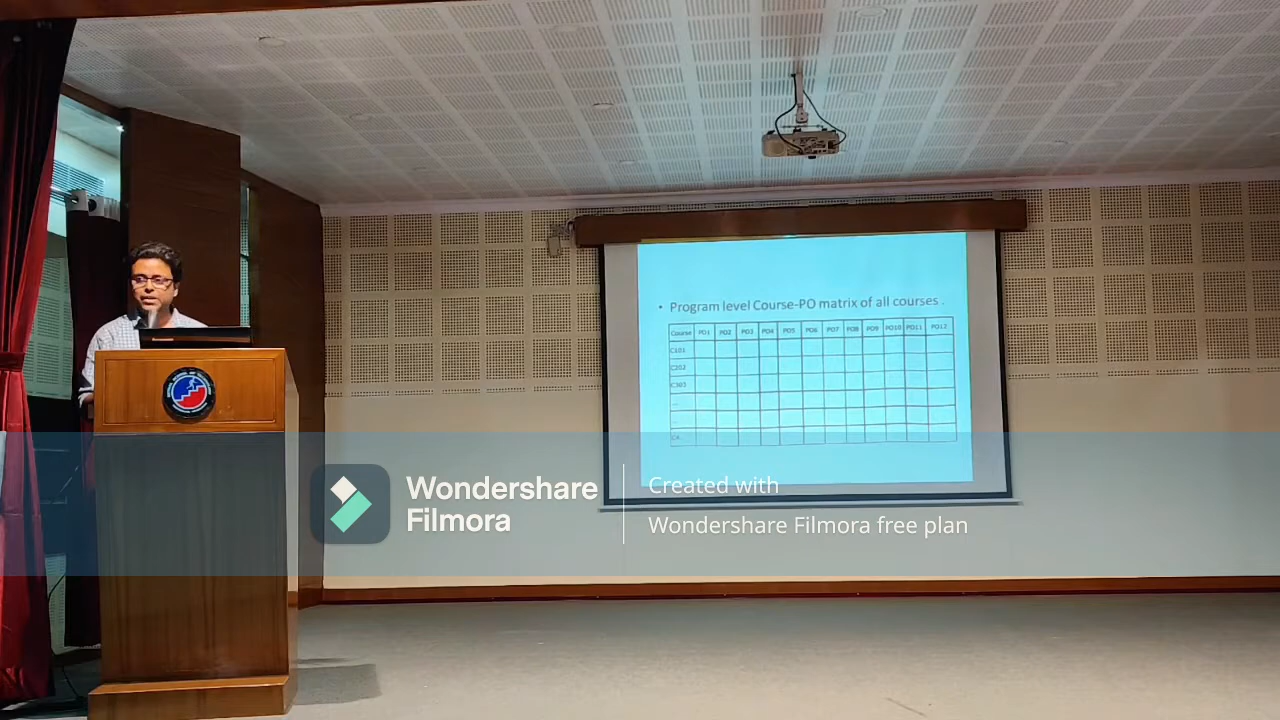 • Program level Course-PO matrix of all courses .
Course PO1 PO2 PO3 PO4 PO5 PO6 PO7 PO8 PO9 PO10 PO11 PO12
C101
C202
C303
...
...
C4..
Wondershare
Filmora
Created with
Wondershare Filmora free plan